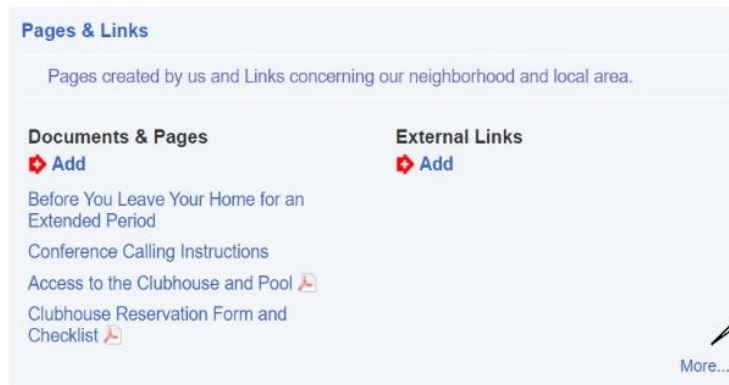 Pages & Links
Pages created by us and Links concerning our neighborhood and local area.
Documents & Pages
Add
Before You Leave Your Home for an
Extended Period
Conference Calling Instructions
Access to the Clubhouse and Pool
Clubhouse Reservation Form and
Checklist
External Links
Add
More...